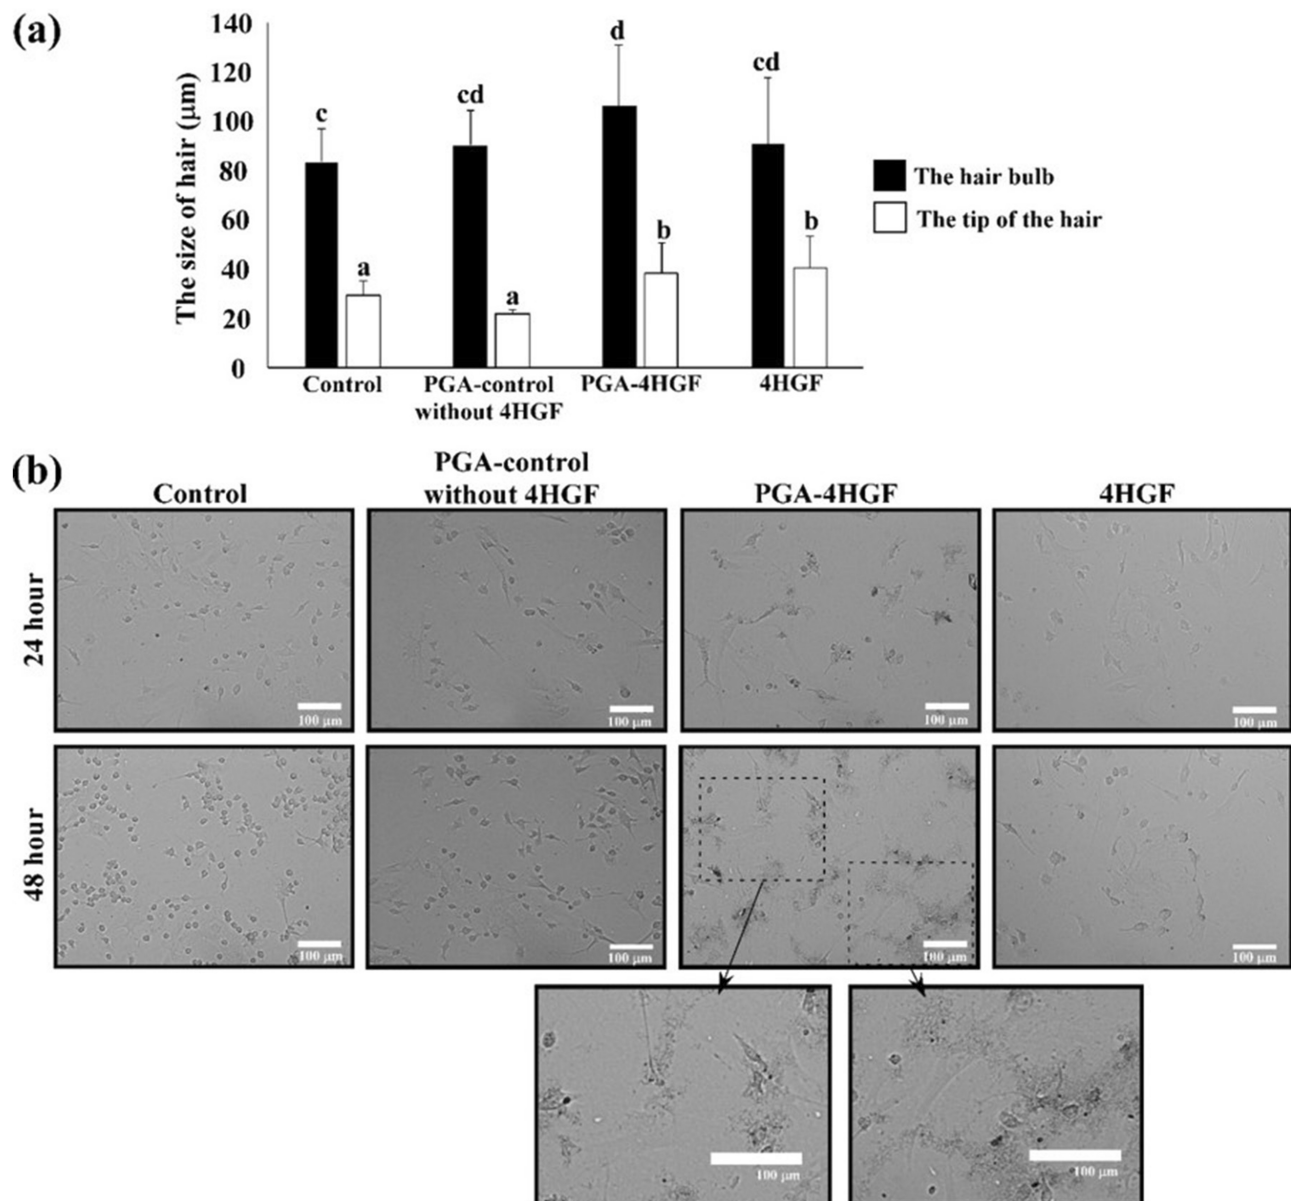 (a)
The size of hair (μm)
140
120
100
80
60
40
20
0
c
a
cd
a
d
b
cd
b
Control
PGA-control
without 4HGF
PGA-4HGF
4HGF
The hair bulb
The tip of the hair
(b)
Control
PGA-control
without 4HGF
PGA-4HGF
4HGF
24 hour
100 μm
100 μm
100 μm
100 μm
48 hour
100 μm
100 μm
100 μm
100 μm
100 μm
100 μm